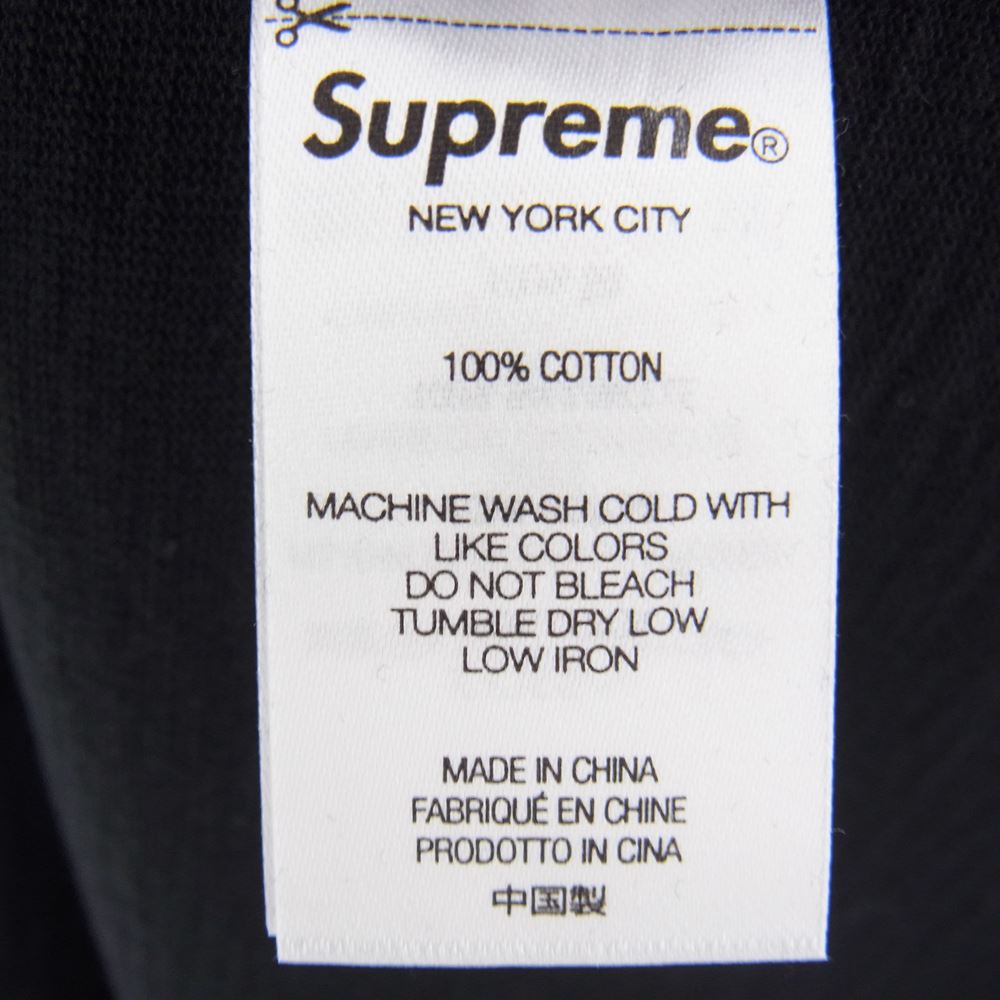 Supreme®
NEW YORK CITY
100% COTTON
MACHINE WASH COLD WITH
LIKE COLORS
DO NOT BLEACH
TUMBLE DRY LOW
LOW IRON
MADE IN CHINA
FABRIQUÉ EN CHINE
PRODOTTO IN CINA
中国製